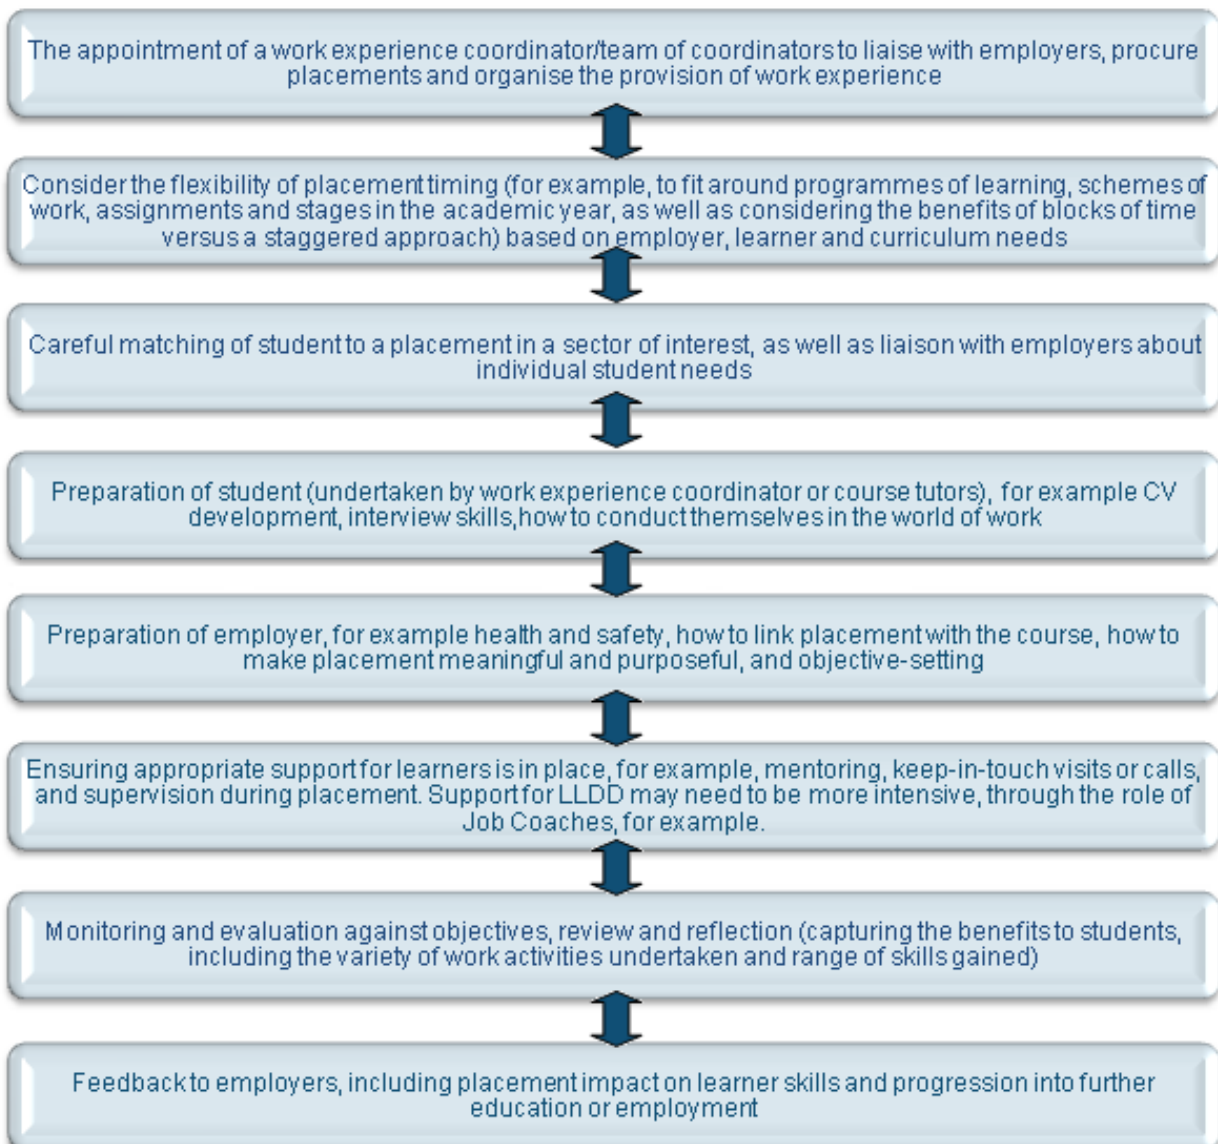 The appointment of a work experience coordinator/team of coordinators to liaise with employers, procure
placements and organise the provision of work experience
Consider the flexibility of placement timing (for example, to fit around programmes of learning, schemes of
work, assignments and stages in the academic year, as well as considering the benefits of blocks of time
versus a staggered approach) based on employer, learner and curriculum needs
Careful matching of student to a placement in a sector of interest, as well as liaison with employers about
individual student needs
Preparation of student (undertaken by work experience coordinator or course tutors), for example CV
development, interview skills,how to conduct themselves in the world of work
Preparation of employer, for example health and safety, how to link placement with the course, how to
make placement meaningful and purposeful, and objective-setting
Ensuring appropriate support for learners is in place, for example, mentoring, keep-in-touch visits or calls,
and supervision during placement. Support for LLDD may need to be more intensive, through the role of
Job Coaches, for example.
Monitoring and evaluation against objectives, review and reflection (capturing the benefits to students,
including the variety of work activities undertaken and range of skills gained)
Feedback to employers, including placement impact on learner skills and progression into further
education or employment